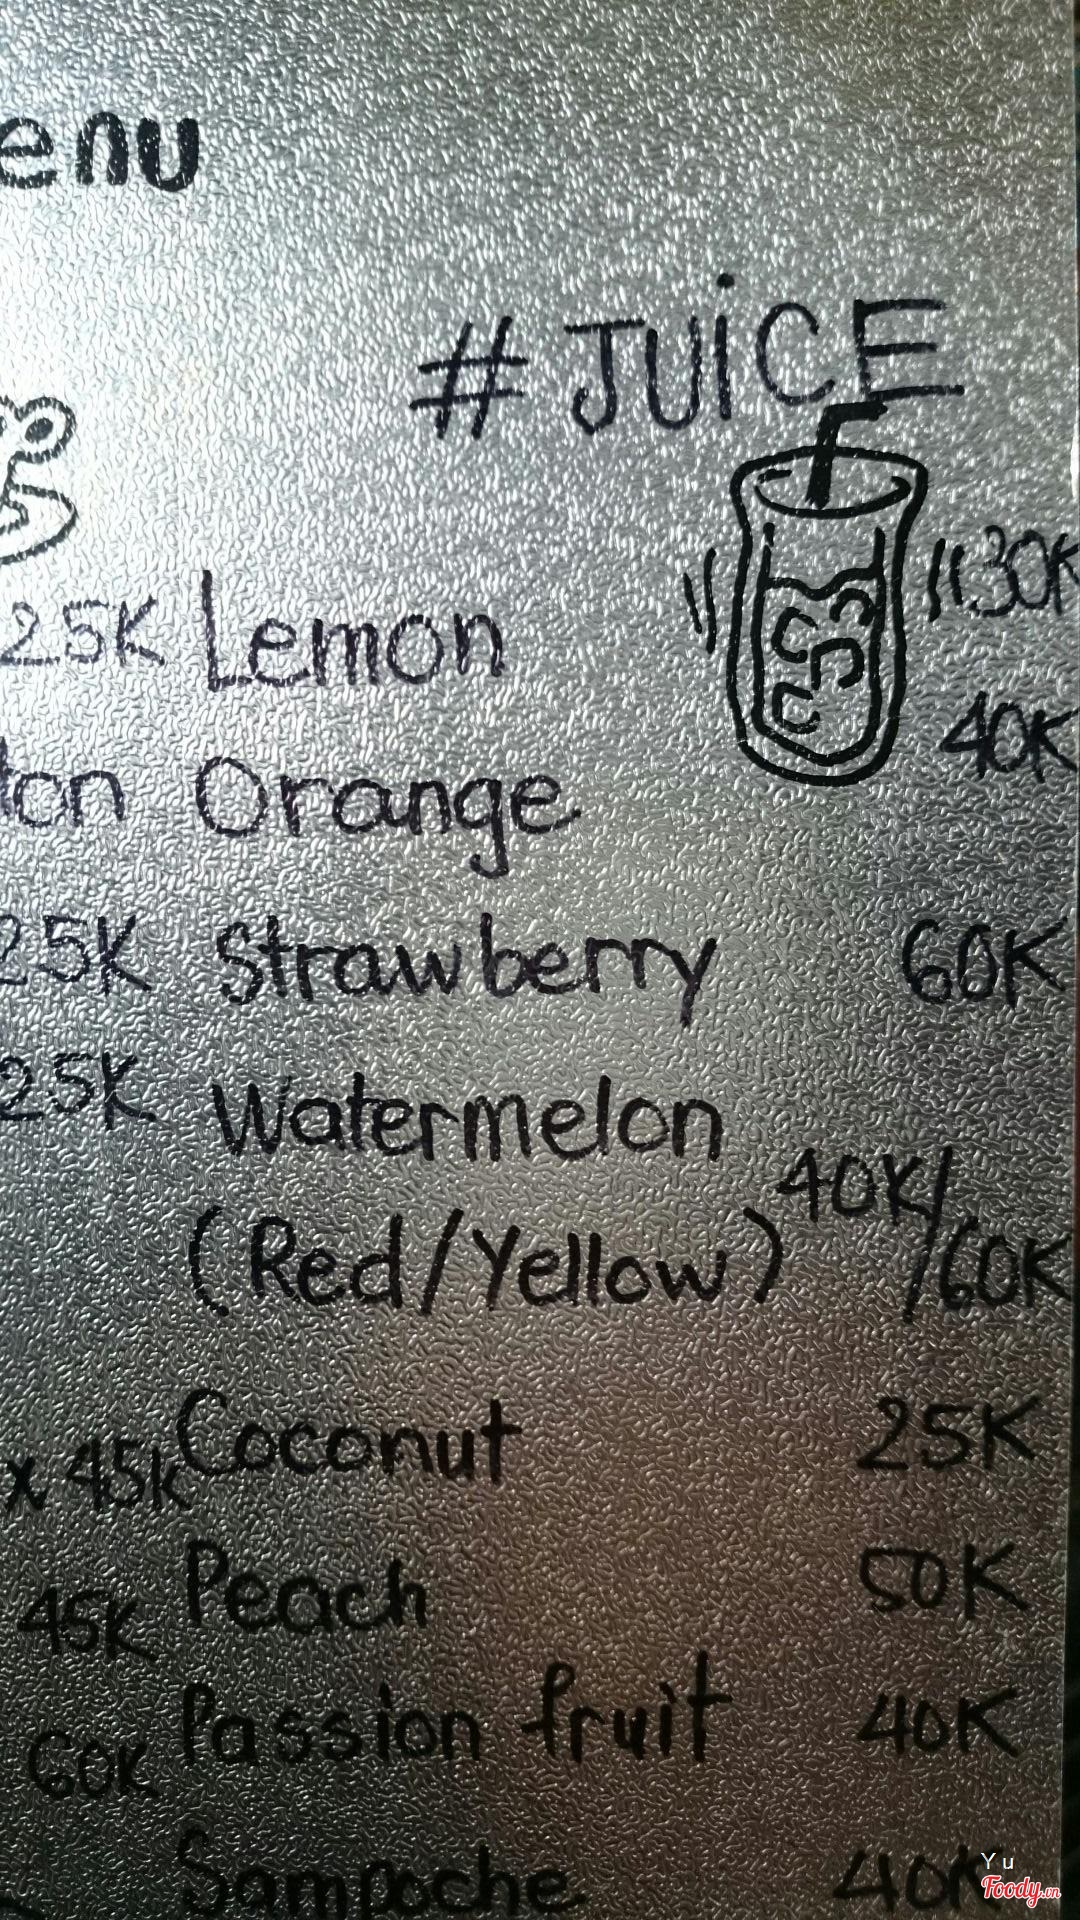 enu
# JUiCE
25K Lemon 30K
Orange 40K
25K Strawberry 60K
25K Watermelon
(Red/Yellow) 40K/60K
x 45K Coconut 25K
45K Peach 50K
Passion fruit 40K
60K
Sampoche 40K
Yu
Foody.vn